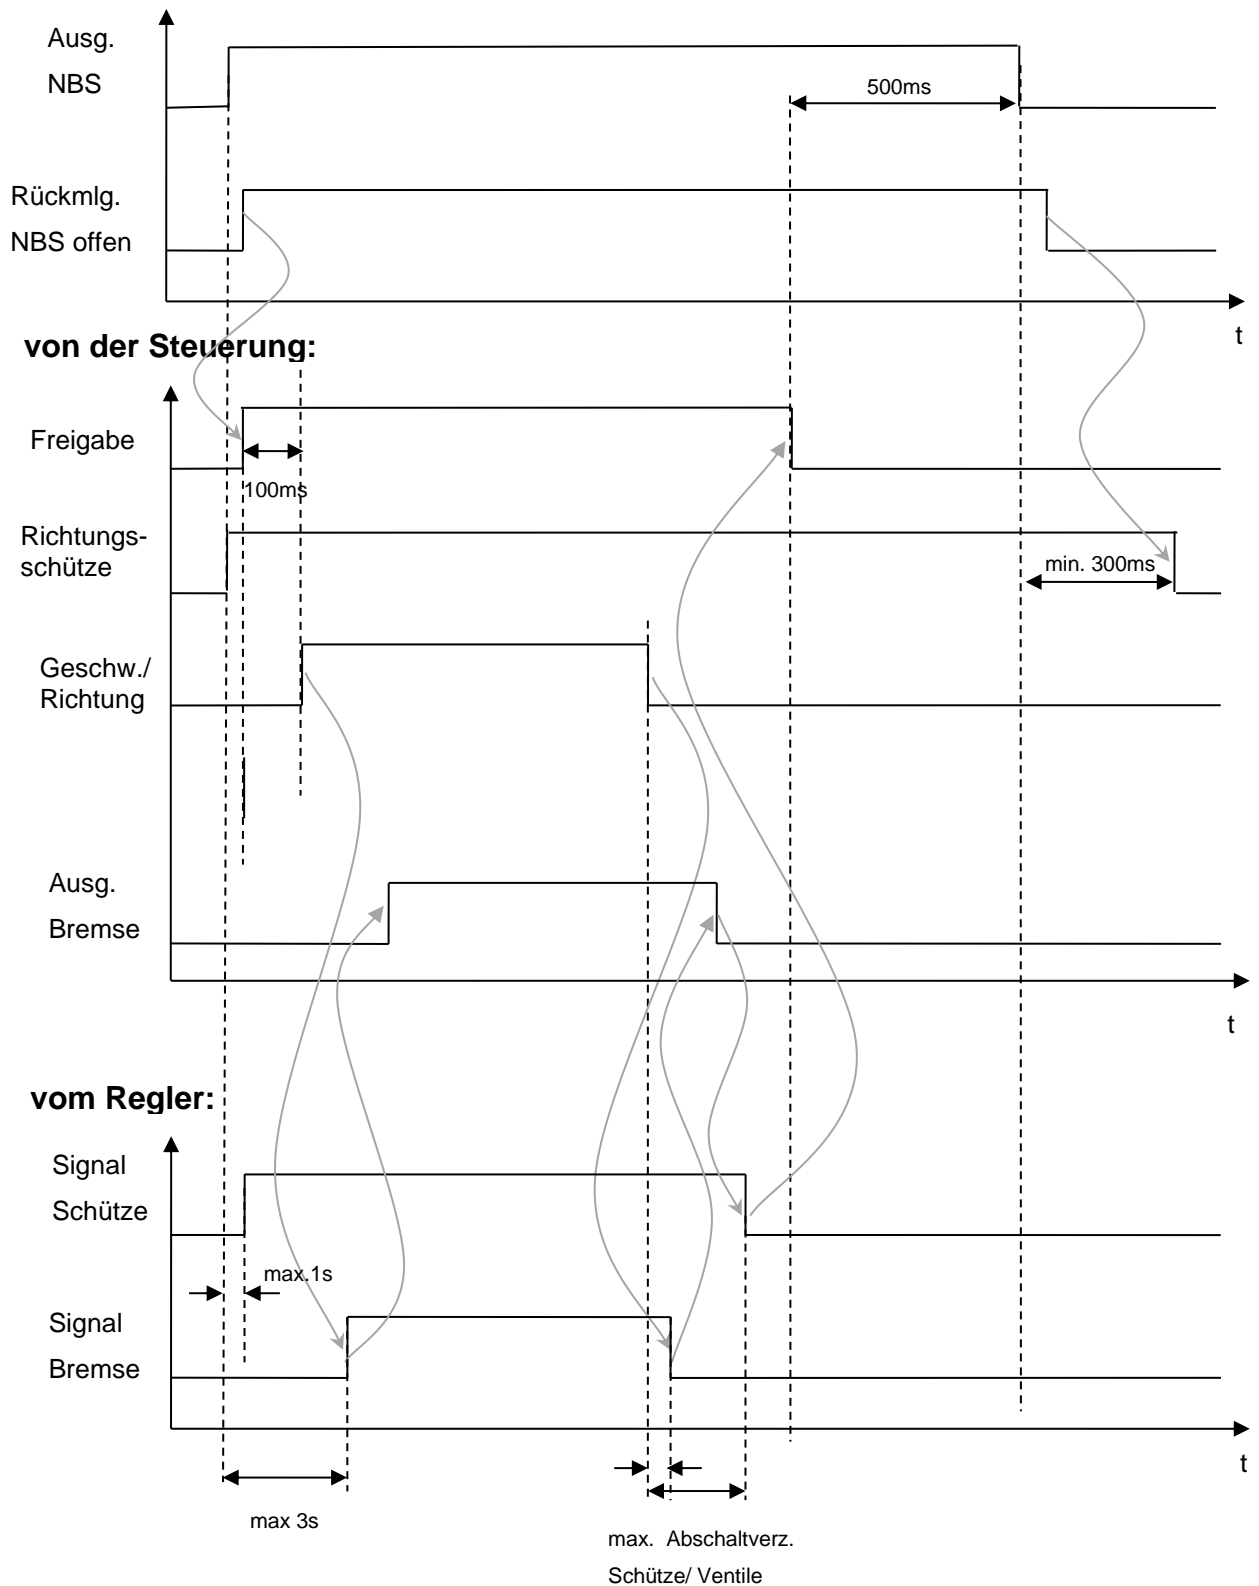 Ausg.
NBS
500ms
Rückmlg.
NBS offen
t
von der Steuerung:
Freigabe
100ms
Richtungs-
schütze
min. 300ms
Geschw./
Richtung
Ausg.
Bremse
t
vom Regler:
Signal
Schütze
max.1s
Signal
Bremse
t
max 3s
max. Abschaltverz.
Schütze/ Ventile